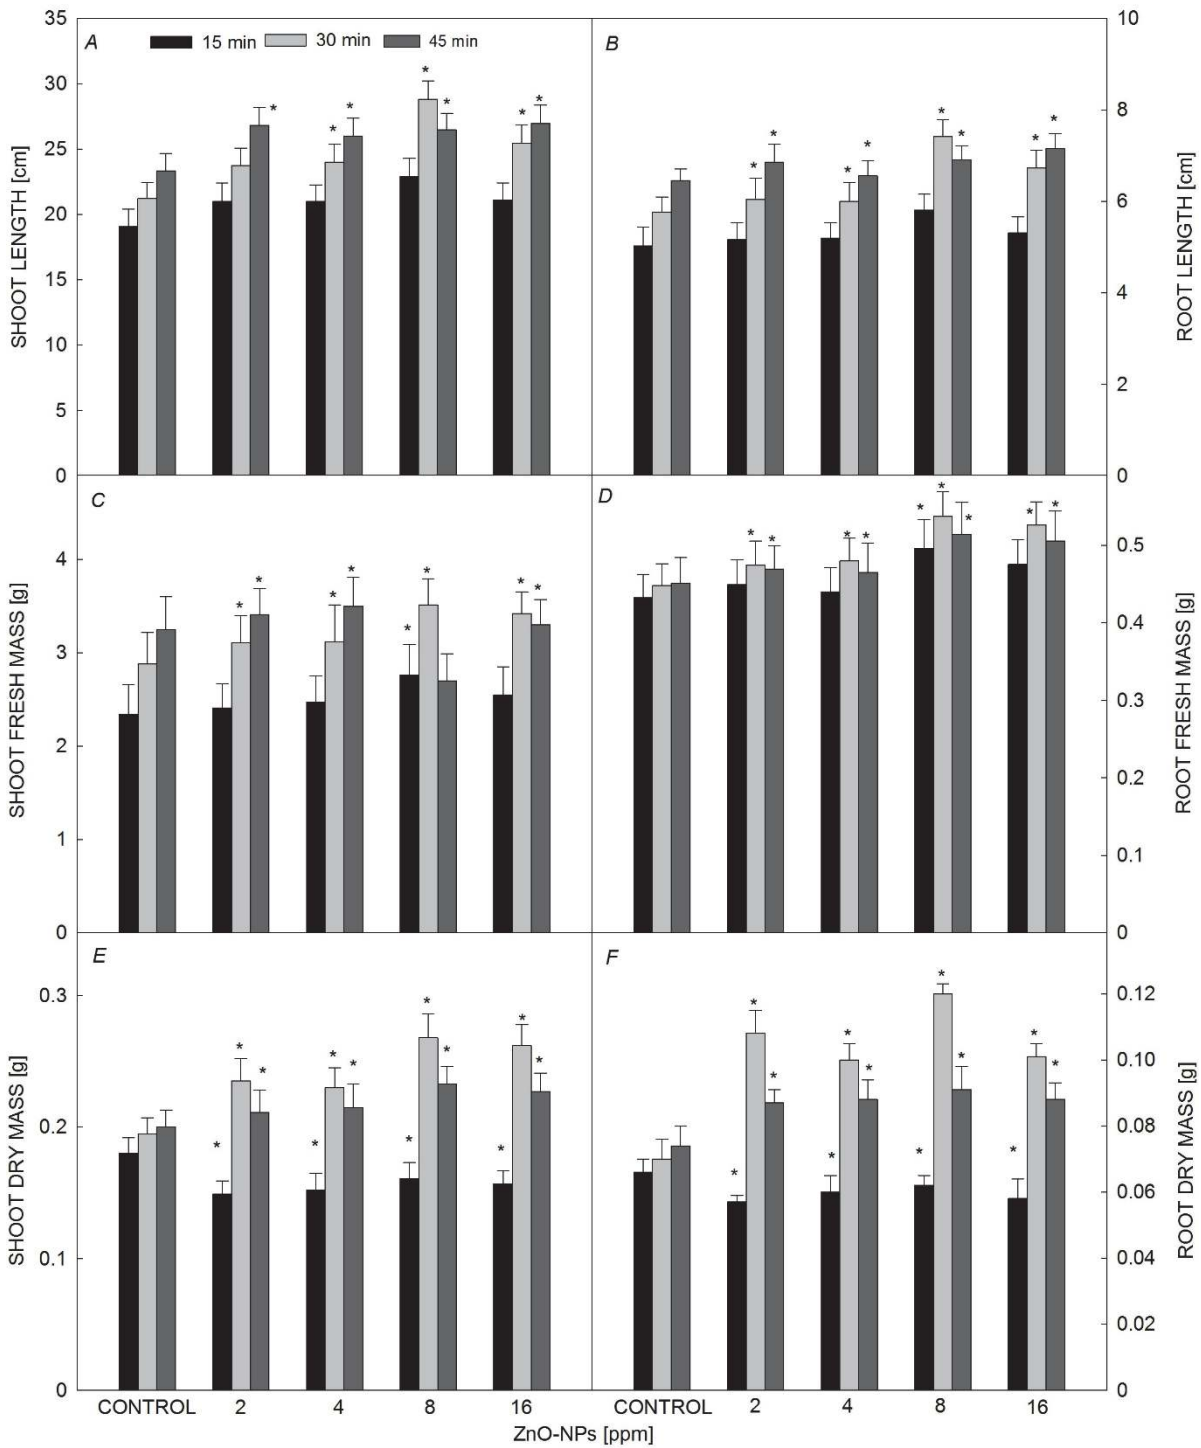 A 15 min 30 min 45 min
B
35
30
25
20
15
10
5
0
SHOOT LENGTH [cm]
10
8
6
4
2
0
ROOT LENGTH [cm]
* * * * * * *
* * * * * * * *
C
D
4
3
2
1
0
SHOOT FRESH MASS [g]
0.5
0.4
0.3
0.2
0.1
0
ROOT FRESH MASS [g]
* * * * * * * *
* * * * * * * * *
E
F
0.3
0.2
0.1
0
SHOOT DRY MASS [g]
0.12
0.10
0.08
0.06
0.04
0.02
0
ROOT DRY MASS [g]
* * * * * * * * * * * *
* * * * * * * * * * * *
CONTROL 2 4 8 16 CONTROL 2 4 8 16
ZnO-NPs [ppm]